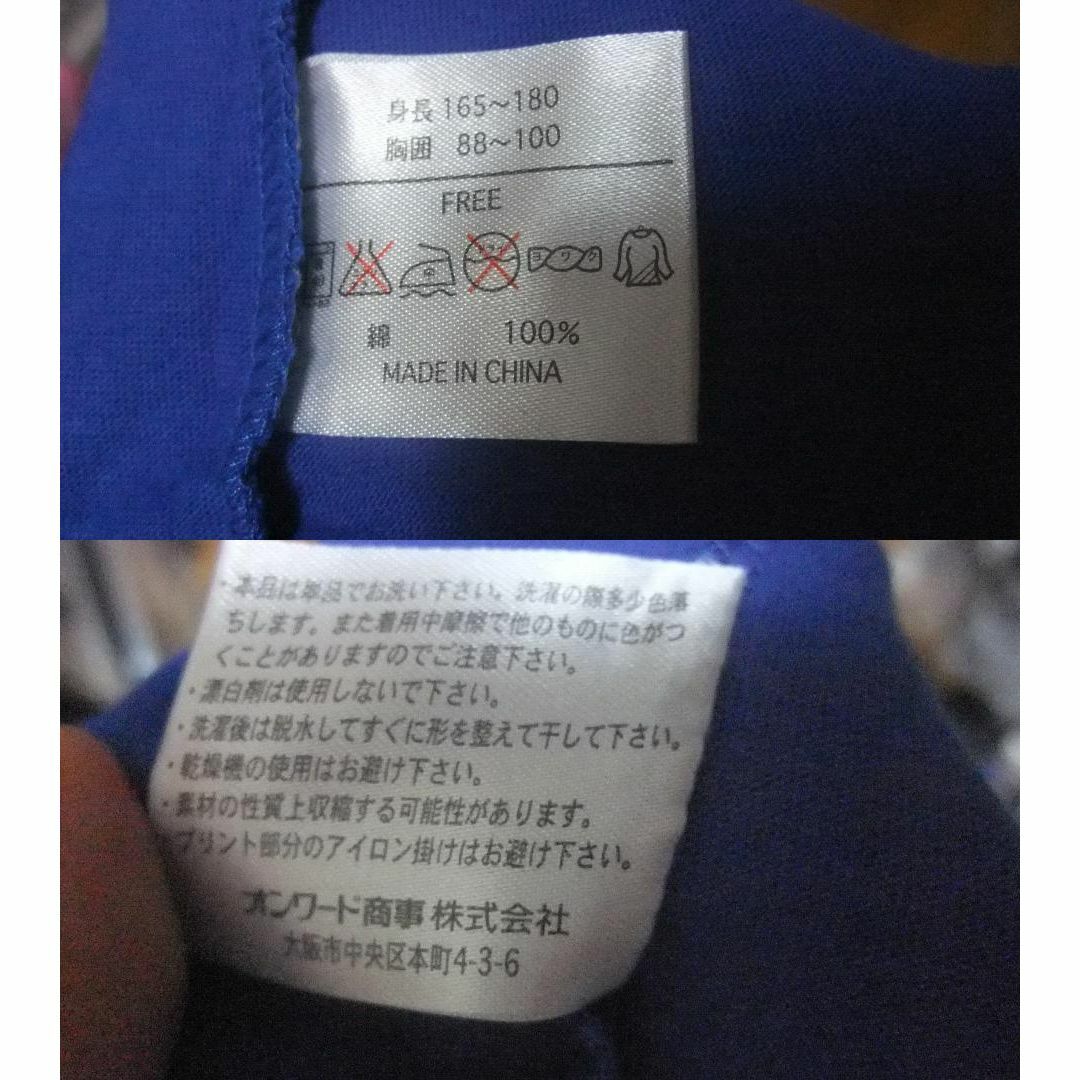 身長 165～180
胸囲 88～100
FREE
ヨワク
綿 100%
MADE IN CHINA
・本品は単品でお洗い下さい。洗濯の際多少色落
ちします。また着用中摩擦で他のものに色がつ
くことがありますのでご注意下さい。
・漂白剤は使用しないで下さい。
・洗濯後は脱水してすぐに形を整えて干して下さい。
・乾燥機の使用はお避け下さい。
・素材の性質上収縮する可能性があります。
プリント部分のアイロン掛けはお避け下さい。
オンワード商事株式会社
大阪市中央区本町4-3-6